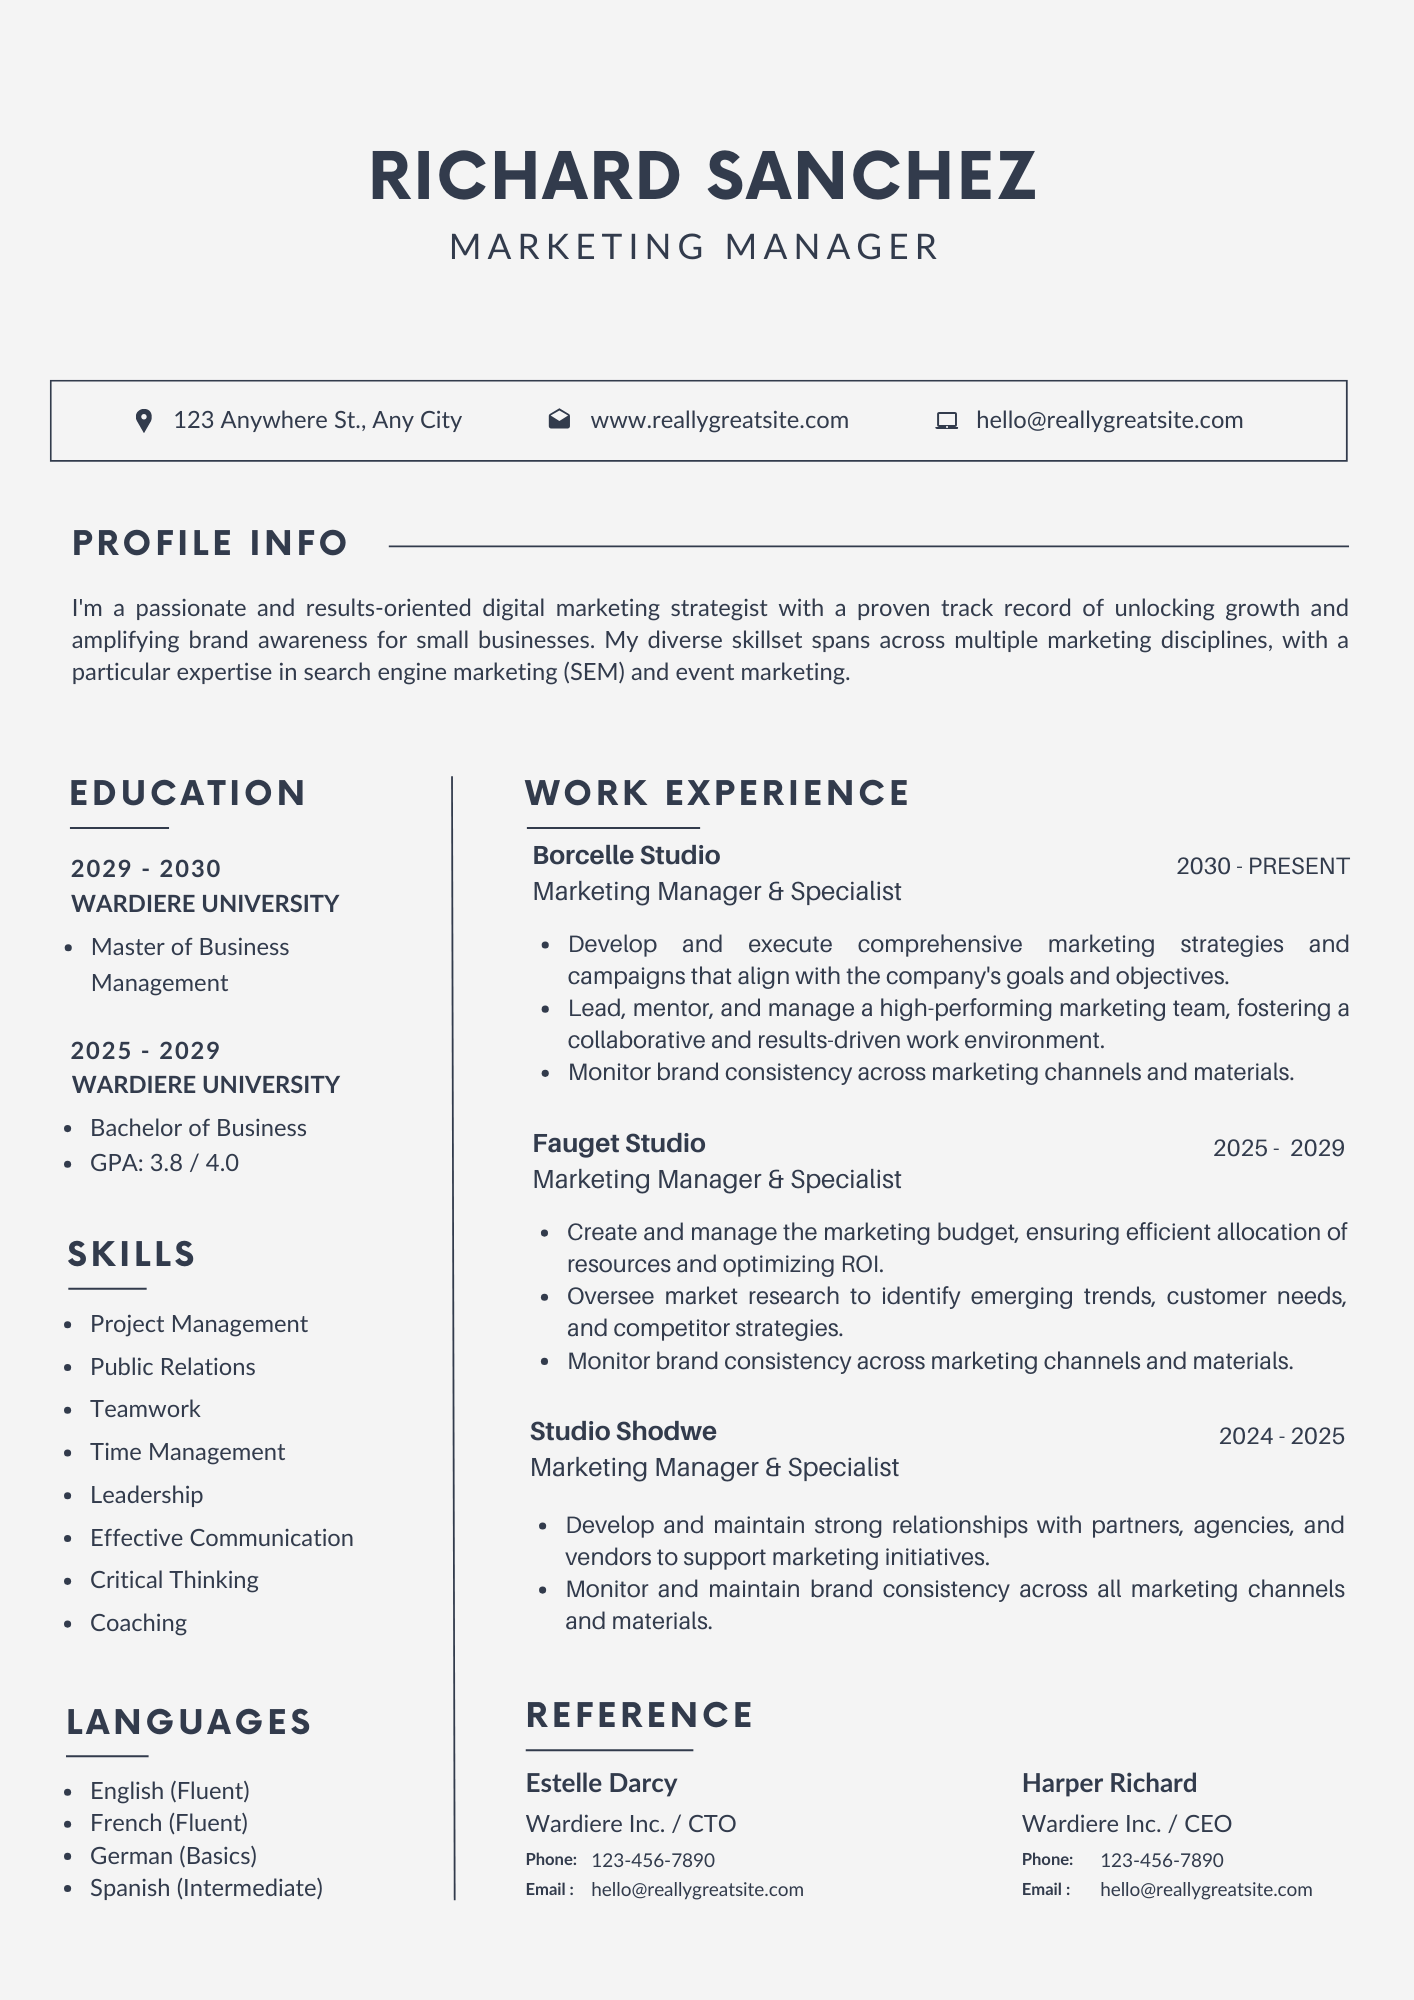 RICHARD SANCHEZ
MARKETING MANAGER
123 Anywhere St., Any City
www.reallygreatsite.com
hello@reallygreatsite.com
PROFILE INFO
I'm a passionate and results-oriented digital marketing strategist with a proven track record of unlocking growth and
amplifying brand awareness for small businesses. My diverse skillset spans across multiple marketing disciplines, with a
particular expertise in search engine marketing (SEM) and event marketing.
EDUCATION
2029 - 2030
WARDIERE UNIVERSITY
• Master of Business
Management
2025 - 2029
WARDIERE UNIVERSITY
• Bachelor of Business
• GPA: 3.8 / 4.0
SKILLS
• Project Management
• Public Relations
• Teamwork
• Time Management
• Leadership
• Effective Communication
• Critical Thinking
• Coaching
LANGUAGES
• English (Fluent)
• French (Fluent)
• German (Basics)
• Spanish (Intermediate)
WORK EXPERIENCE
Borcelle Studio
2030 - PRESENT
Marketing Manager & Specialist
• Develop and execute comprehensive marketing strategies and
campaigns that align with the company's goals and objectives.
• Lead, mentor, and manage a high-performing marketing team, fostering a
collaborative and results-driven work environment.
• Monitor brand consistency across marketing channels and materials.
Fauget Studio
2025 - 2029
Marketing Manager & Specialist
• Create and manage the marketing budget, ensuring efficient allocation of
resources and optimizing ROI.
• Oversee market research to identify emerging trends, customer needs,
and competitor strategies.
• Monitor brand consistency across marketing channels and materials.
Studio Shodwe
2024 - 2025
Marketing Manager & Specialist
• Develop and maintain strong relationships with partners, agencies, and
vendors to support marketing initiatives.
• Monitor and maintain brand consistency across all marketing channels
and materials.
REFERENCE
Estelle Darcy
Wardiere Inc. / CTO
Phone: 123-456-7890
Email : hello@reallygreatsite.com
Harper Richard
Wardiere Inc. / CEO
Phone: 123-456-7890
Email : hello@reallygreatsite.com